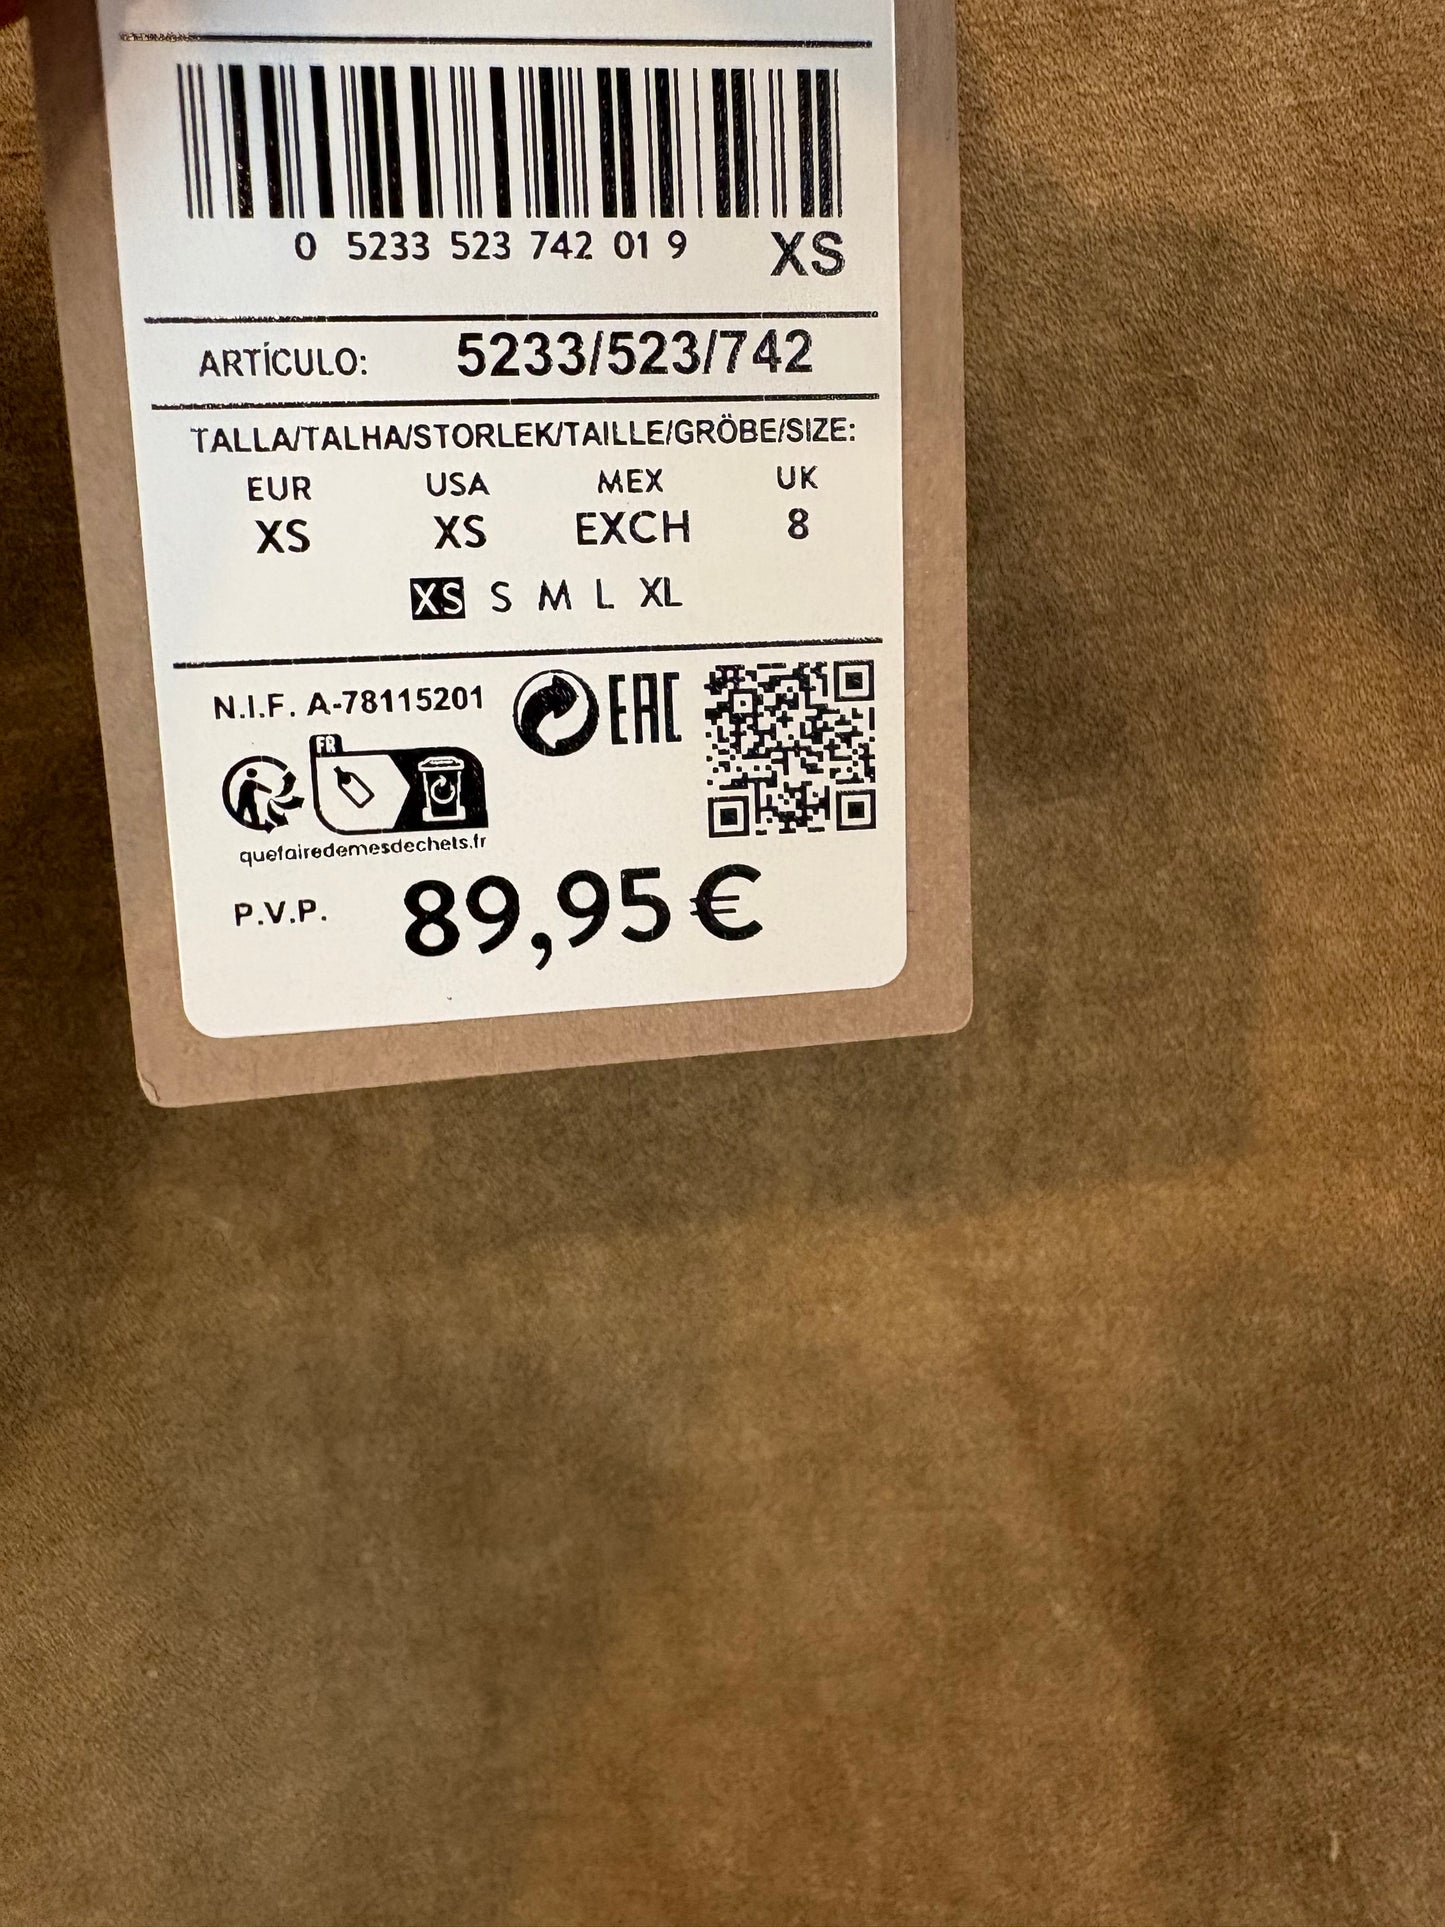 0 5233 523 742 01 9 XS
ARTÍCULO: 5233/523/742
TALLA/TALHA/STORLEK/TAILLE/GRÖBE/SIZE:
EUR USA MEX UK
XS XS EXCH 8
XS S M L XL
N.I.F. A-78115201 EAC
FR
quefairedemesdechets.fr
P.V.P. 89,95€